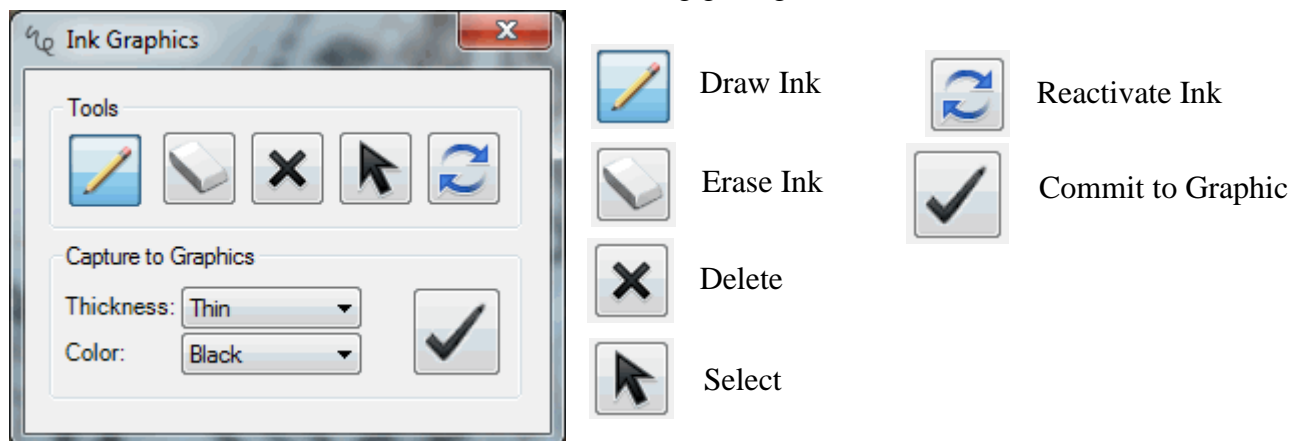 Ink Graphics
Tools
Capture to Graphics
Thickness: Thin
Color: Black
Draw Ink
Erase Ink
Delete
Select
Reactivate Ink
Commit to Graphic